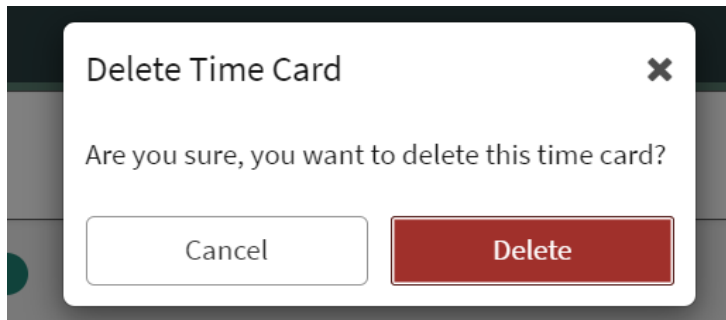 Delete Time Card
Are you sure, you want to delete this time card?
Cancel
Delete